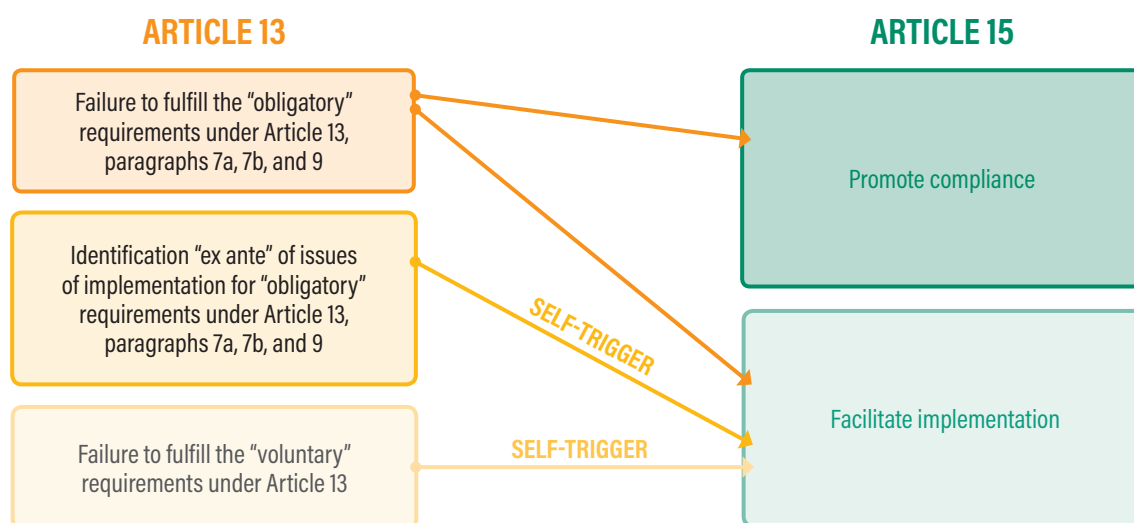 ARTICLE 13
ARTICLE 15
Failure to fulfill the “obligatory”
requirements under Article 13,
paragraphs 7a, 7b, and 9
Promote compliance
Identification “ex ante” of issues
of implementation for “obligatory”
requirements under Article 13,
paragraphs 7a, 7b, and 9
SELF-TRIGGER
Facilitate implementation
Failure to fulfill the “voluntary”
requirements under Article 13
SELF-TRIGGER